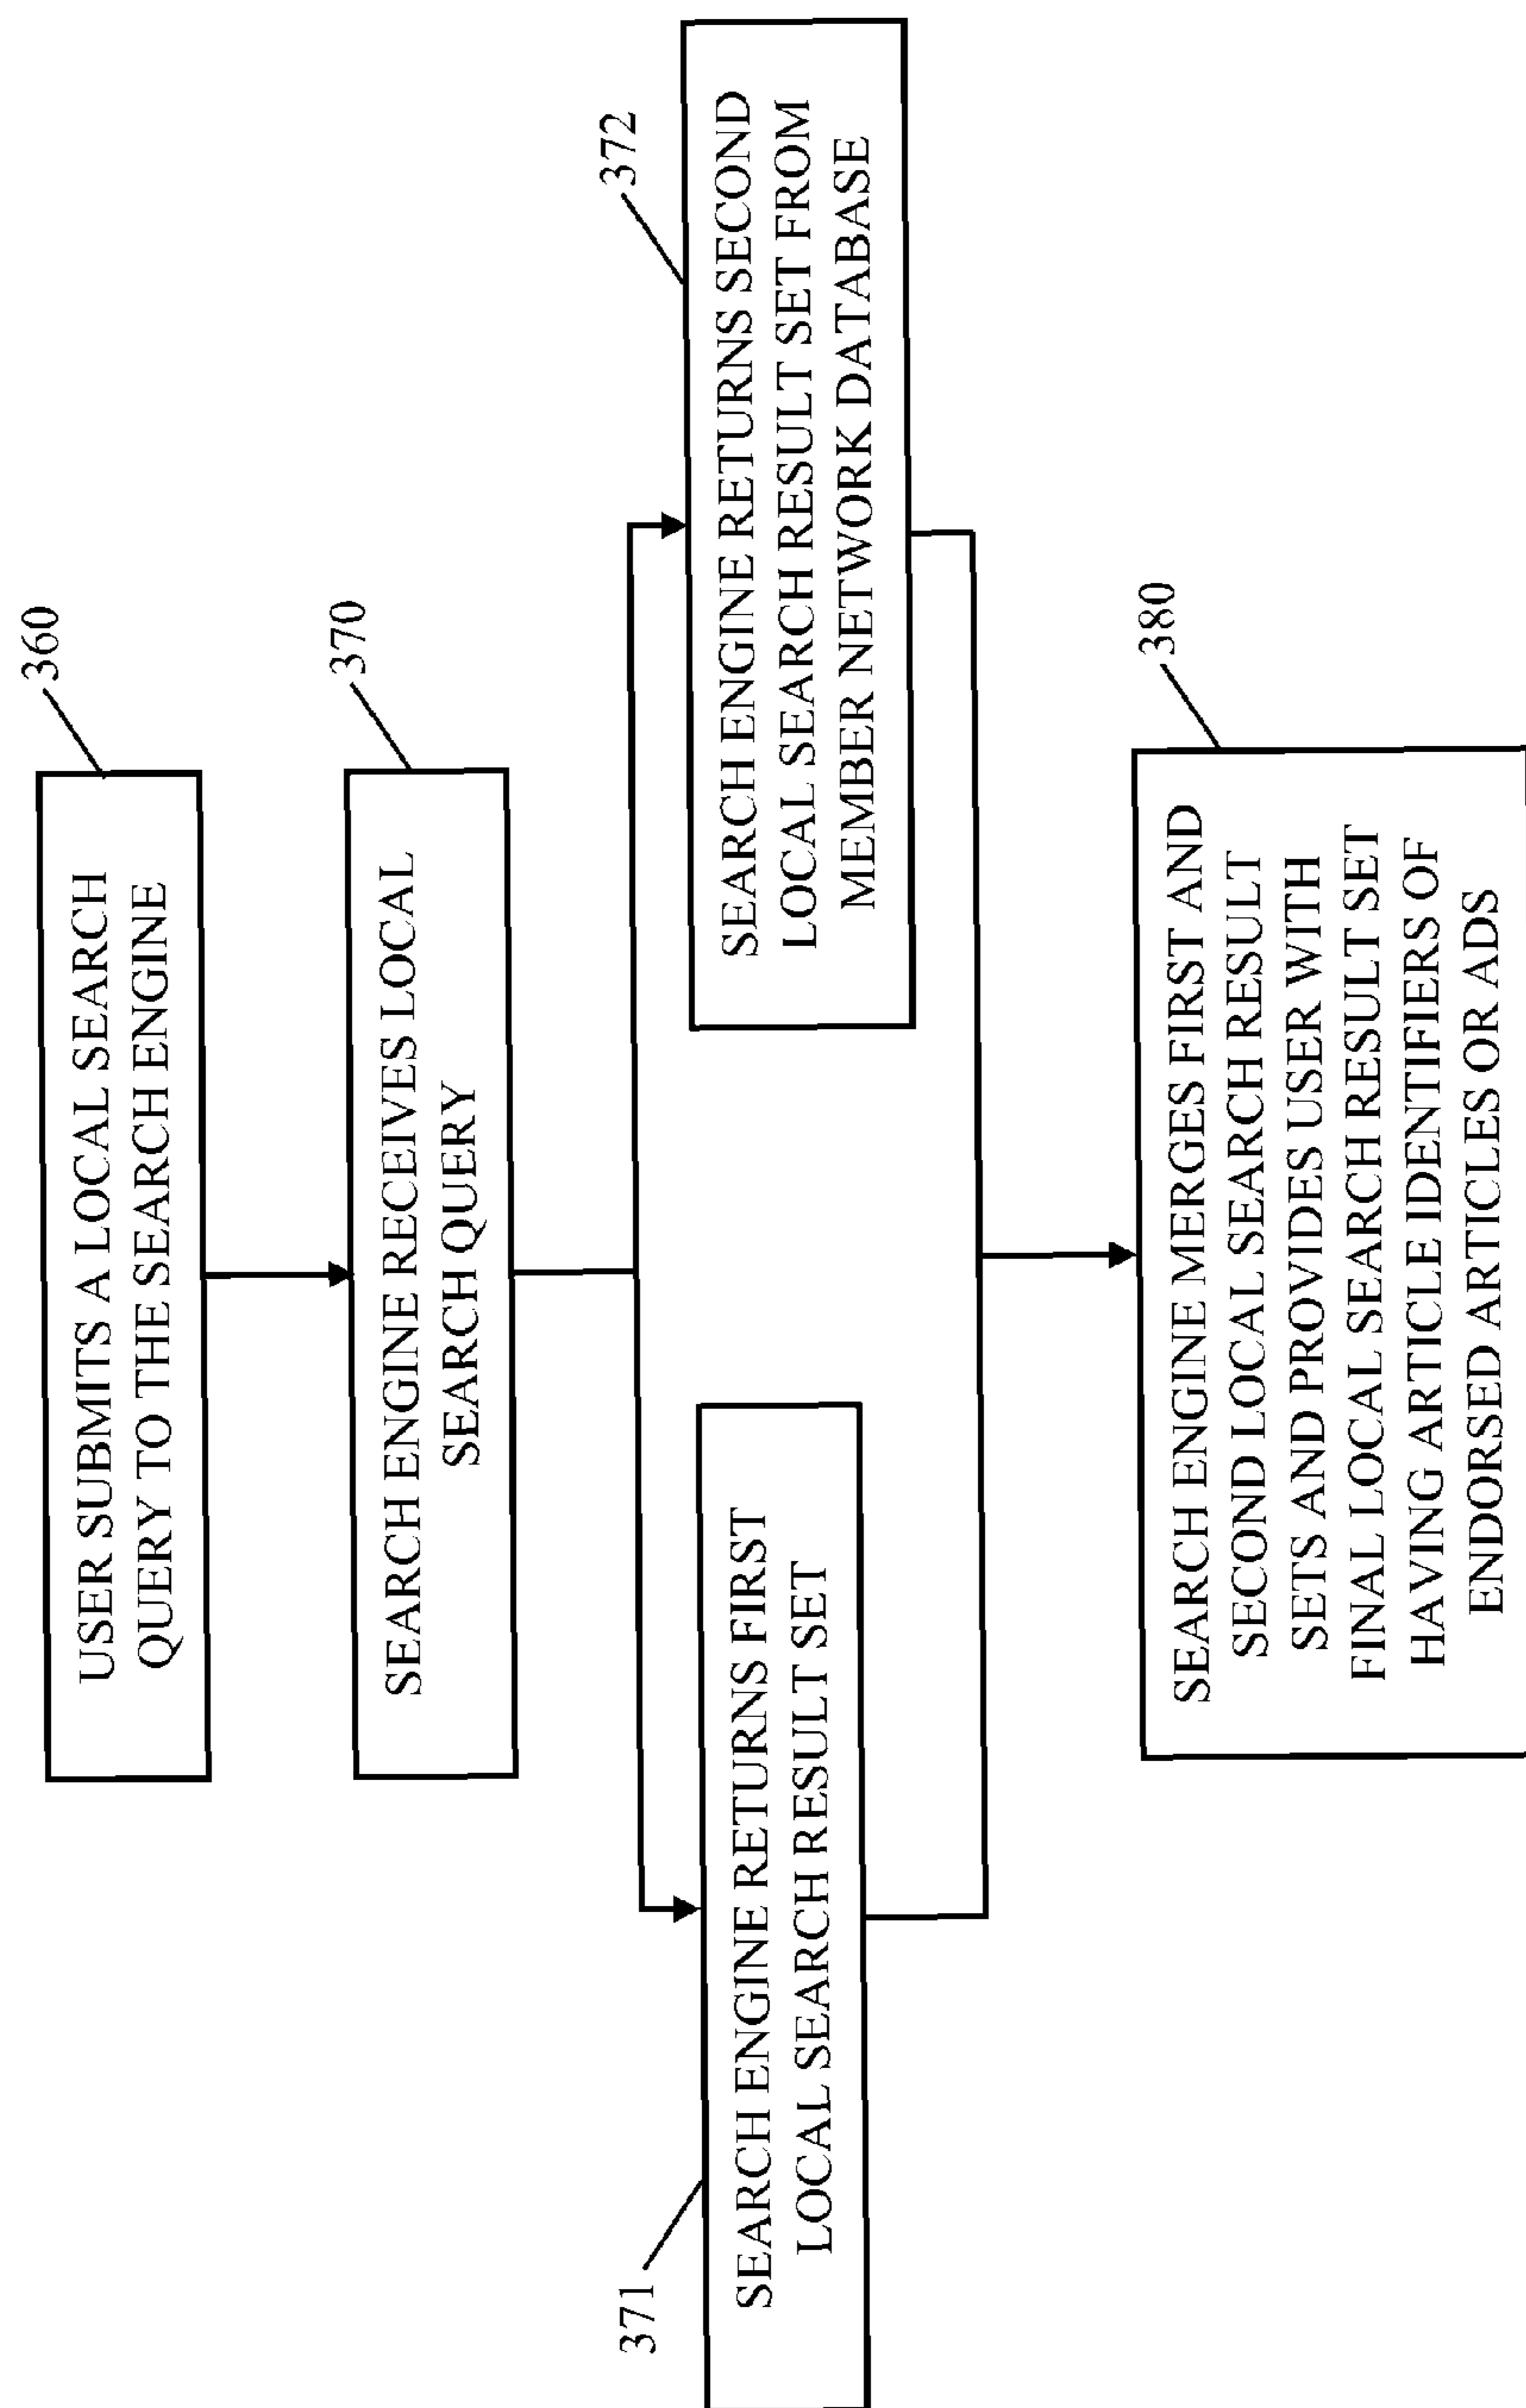 360
USER SUBMITS A LOCAL SEARCH
QUERY TO THE SEARCH ENGINE
370
SEARCH ENGINE RECEIVES LOCAL
SEARCH QUERY
371
SEARCH ENGINE RETURNS FIRST
LOCAL SEARCH RESULT SET
372
SEARCH ENGINE RETURNS SECOND
LOCAL SEARCH RESULT SET FROM
MEMBER NETWORK DATABASE
380
SEARCH ENGINE MERGES FIRST AND
SECOND LOCAL SEARCH RESULT
SETS AND PROVIDES USER WITH
FINAL LOCAL SEARCH RESULT SET
HAVING ARTICLE IDENTIFIERS OF
ENDORSED ARTICLES OR ADS